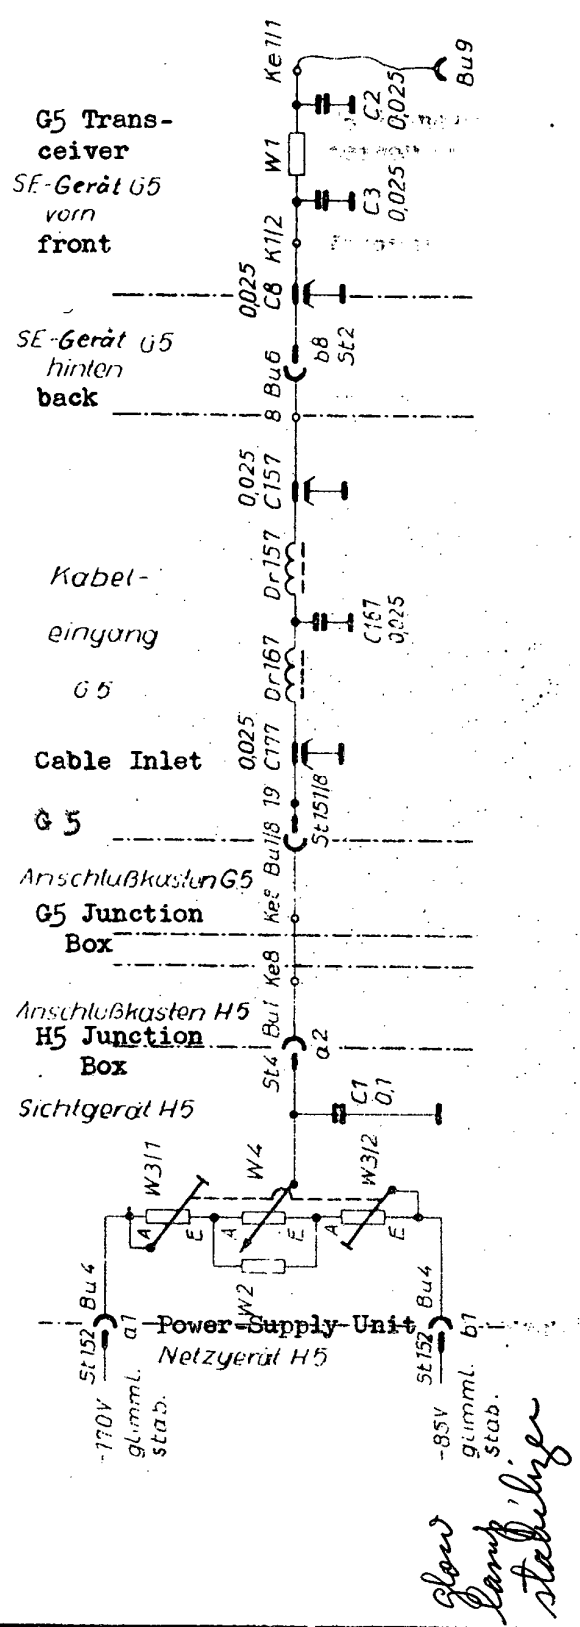 Ke1/1
Bu9
C2
0,025
W1
C3
0,025
K1/2
G5 Trans-
ceiver
SE-Gerät G5
vorn
front
0,025
C8
SE-Gerät G5
hinten
back
Bu6
b8
St2
8
0,025
C157
Dr157
Kabel-
eingang
G5
C167
0,025
Dr167
Cable Inlet
G 5
0,025
C177
19
St151/8
Bu1/8
Anschlußkasten G5
G5 Junction
Box
Ke8
Ke8
Anschlußkasten H5
H5 Junction
Box
Bu1
a2
St4
Sichtgerät H5
C1
0,1
W3/1
W4
W3/2
A
E
A
E
A
E
W2
Bu4
Bu4
St152
a1
Power Supply Unit
Netzgerät H5
St152
b1
-170V
glimml.
stab.
-85V
glimml.
stab.
glow
lamp
stabilizer